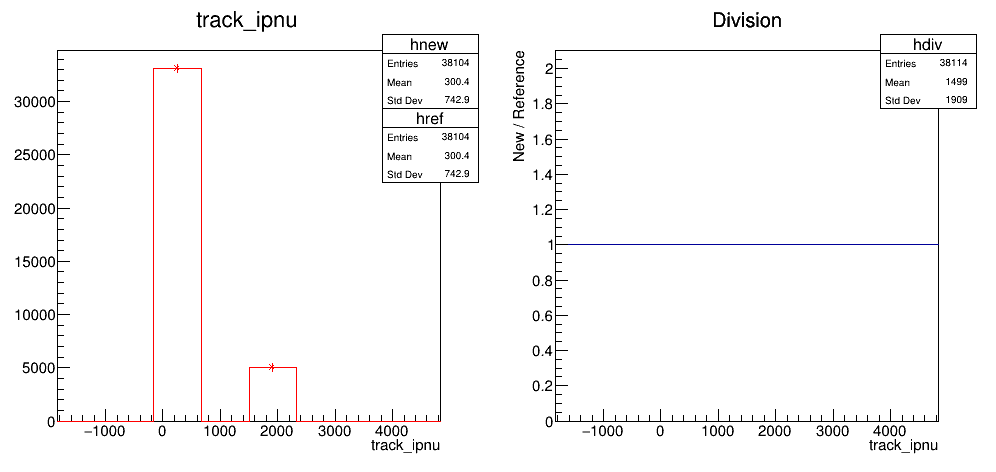 track_ipnu
hnew
Entries 38104
Mean 300.4
Std Dev 742.9
href
Entries 38104
Mean 300.4
Std Dev 742.9
30000
25000
20000
15000
10000
5000
0
−1000 0 1000 2000 3000 4000
track_ipnu
Division
hdiv
Entries 38114
Mean 1499
Std Dev 1909
New / Reference
2
1.8
1.6
1.4
1.2
1
0.8
0.6
0.4
0.2
0
−1000 0 1000 2000 3000 4000
track_ipnu